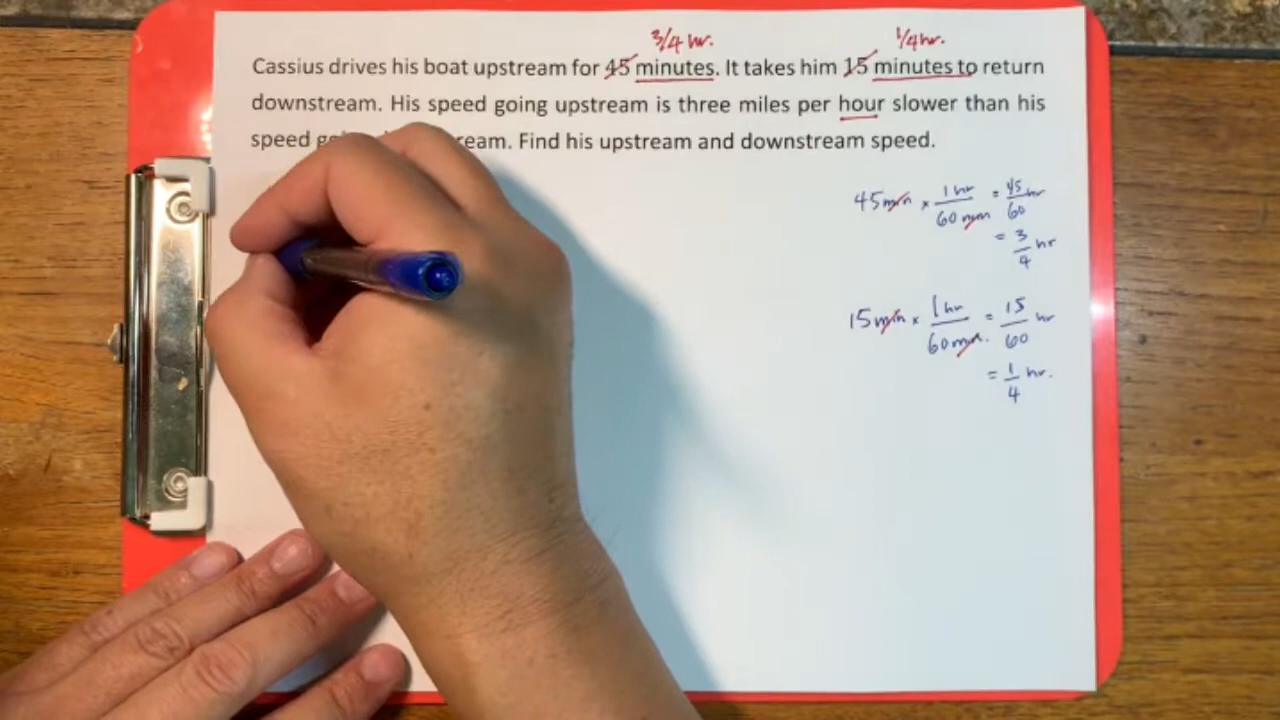 3/4 hr. 1/4 hr.
Cassius drives his boat upstream for 45 minutes. It takes him 15 minutes to return
downstream. His speed going upstream is three miles per hour slower than his
speed eam. Find his upstream and downstream speed.
45 min × 1 hr / 60 min = 45/60 hr
= 3/4 hr
15 min × 1 hr / 60 min. = 15/60 hr
= 1/4 hr.